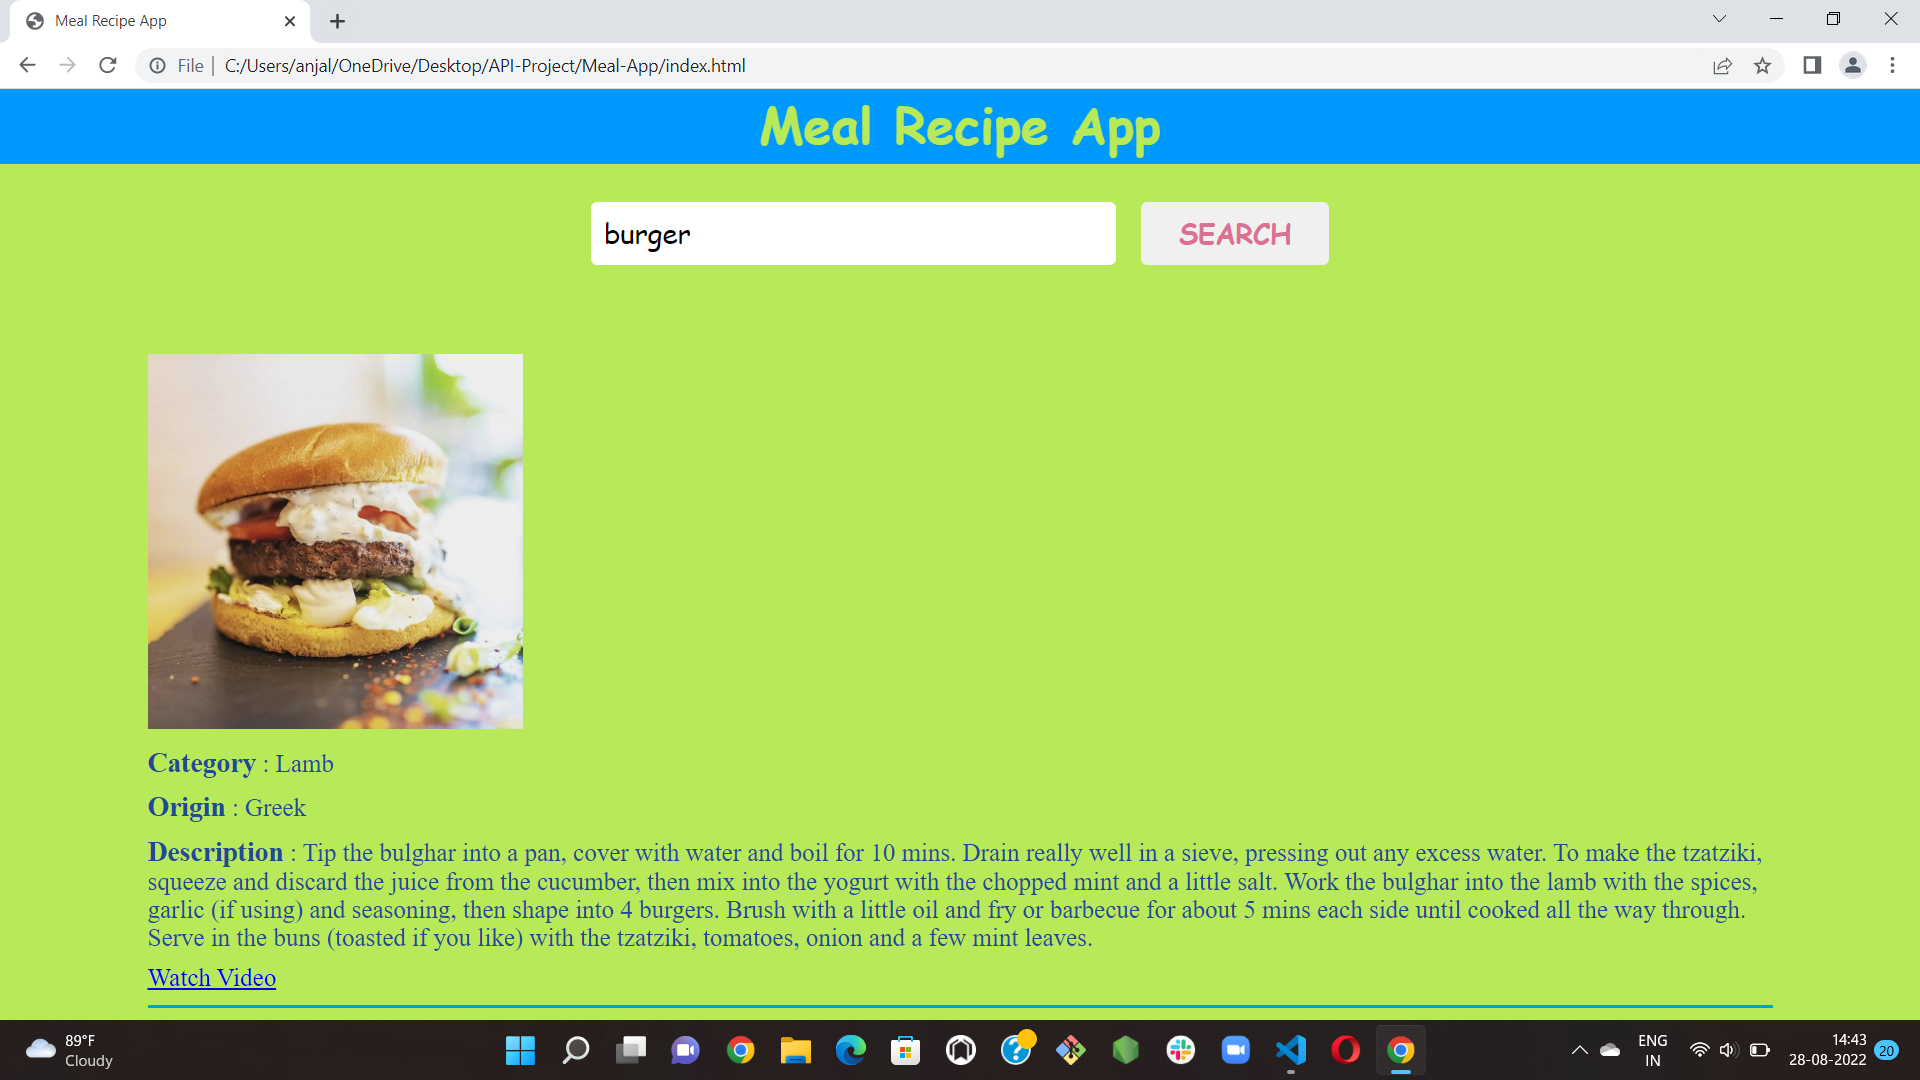 Meal Recipe App
File | C:/Users/anjal/OneDrive/Desktop/API-Project/Meal-App/index.html
Meal Recipe App
burger
SEARCH
Category : Lamb
Origin : Greek
Description : Tip the bulghar into a pan, cover with water and boil for 10 mins. Drain really well in a sieve, pressing out any excess water. To make the tzatziki,
squeeze and discard the juice from the cucumber, then mix into the yogurt with the chopped mint and a little salt. Work the bulghar into the lamb with the spices,
garlic (if using) and seasoning, then shape into 4 burgers. Brush with a little oil and fry or barbecue for about 5 mins each side until cooked all the way through.
Serve in the buns (toasted if you like) with the tzatziki, tomatoes, onion and a few mint leaves.
Watch Video
89°F
Cloudy
ENG
IN
14:43
28-08-2022
20